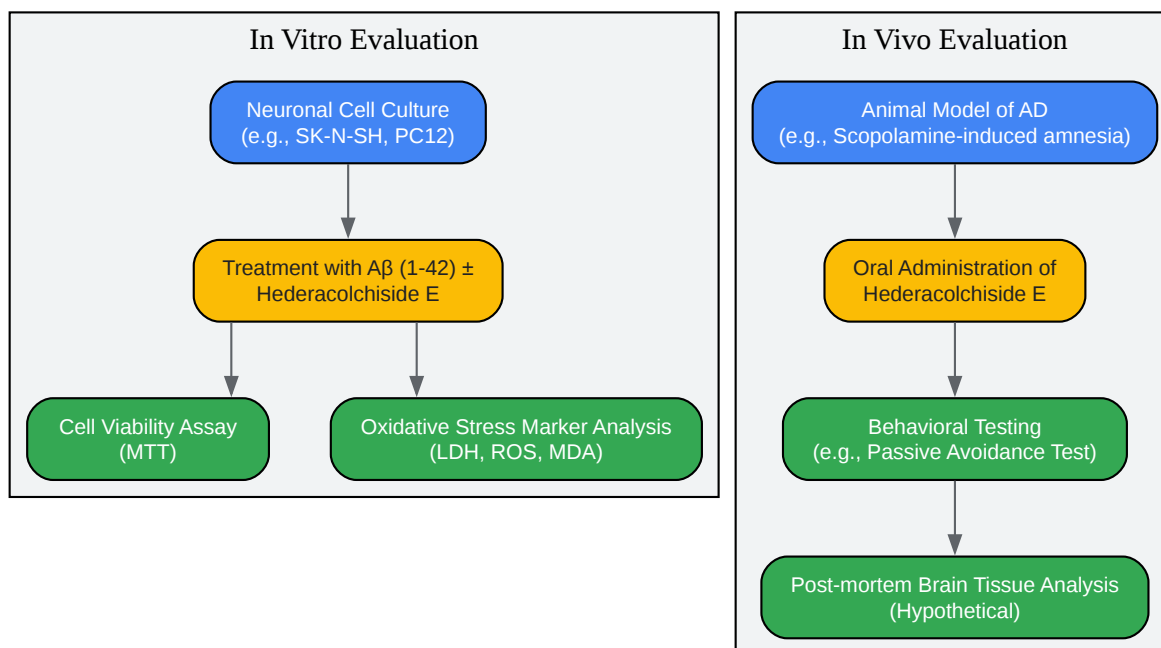 In Vitro Evaluation
Neuronal Cell Culture
(e.g., SK-N-SH, PC12)
Treatment with Aβ (1-42) ±
Hederacolchiside E
Cell Viability Assay
(MTT)
Oxidative Stress Marker Analysis
(LDH, ROS, MDA)
In Vivo Evaluation
Animal Model of AD
(e.g., Scopolamine-induced amnesia)
Oral Administration of
Hederacolchiside E
Behavioral Testing
(e.g., Passive Avoidance Test)
Post-mortem Brain Tissue Analysis
(Hypothetical)